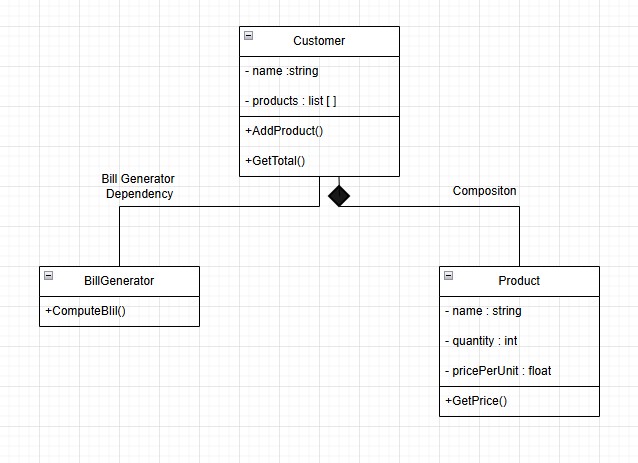 Customer
- name :string
- products : list [ ]
+AddProduct()
+GetTotal()
Bill Generator
Dependency
Compositon
BillGenerator
+ComputeBlil()
Product
- name : string
- quantity : int
- pricePerUnit : float
+GetPrice()